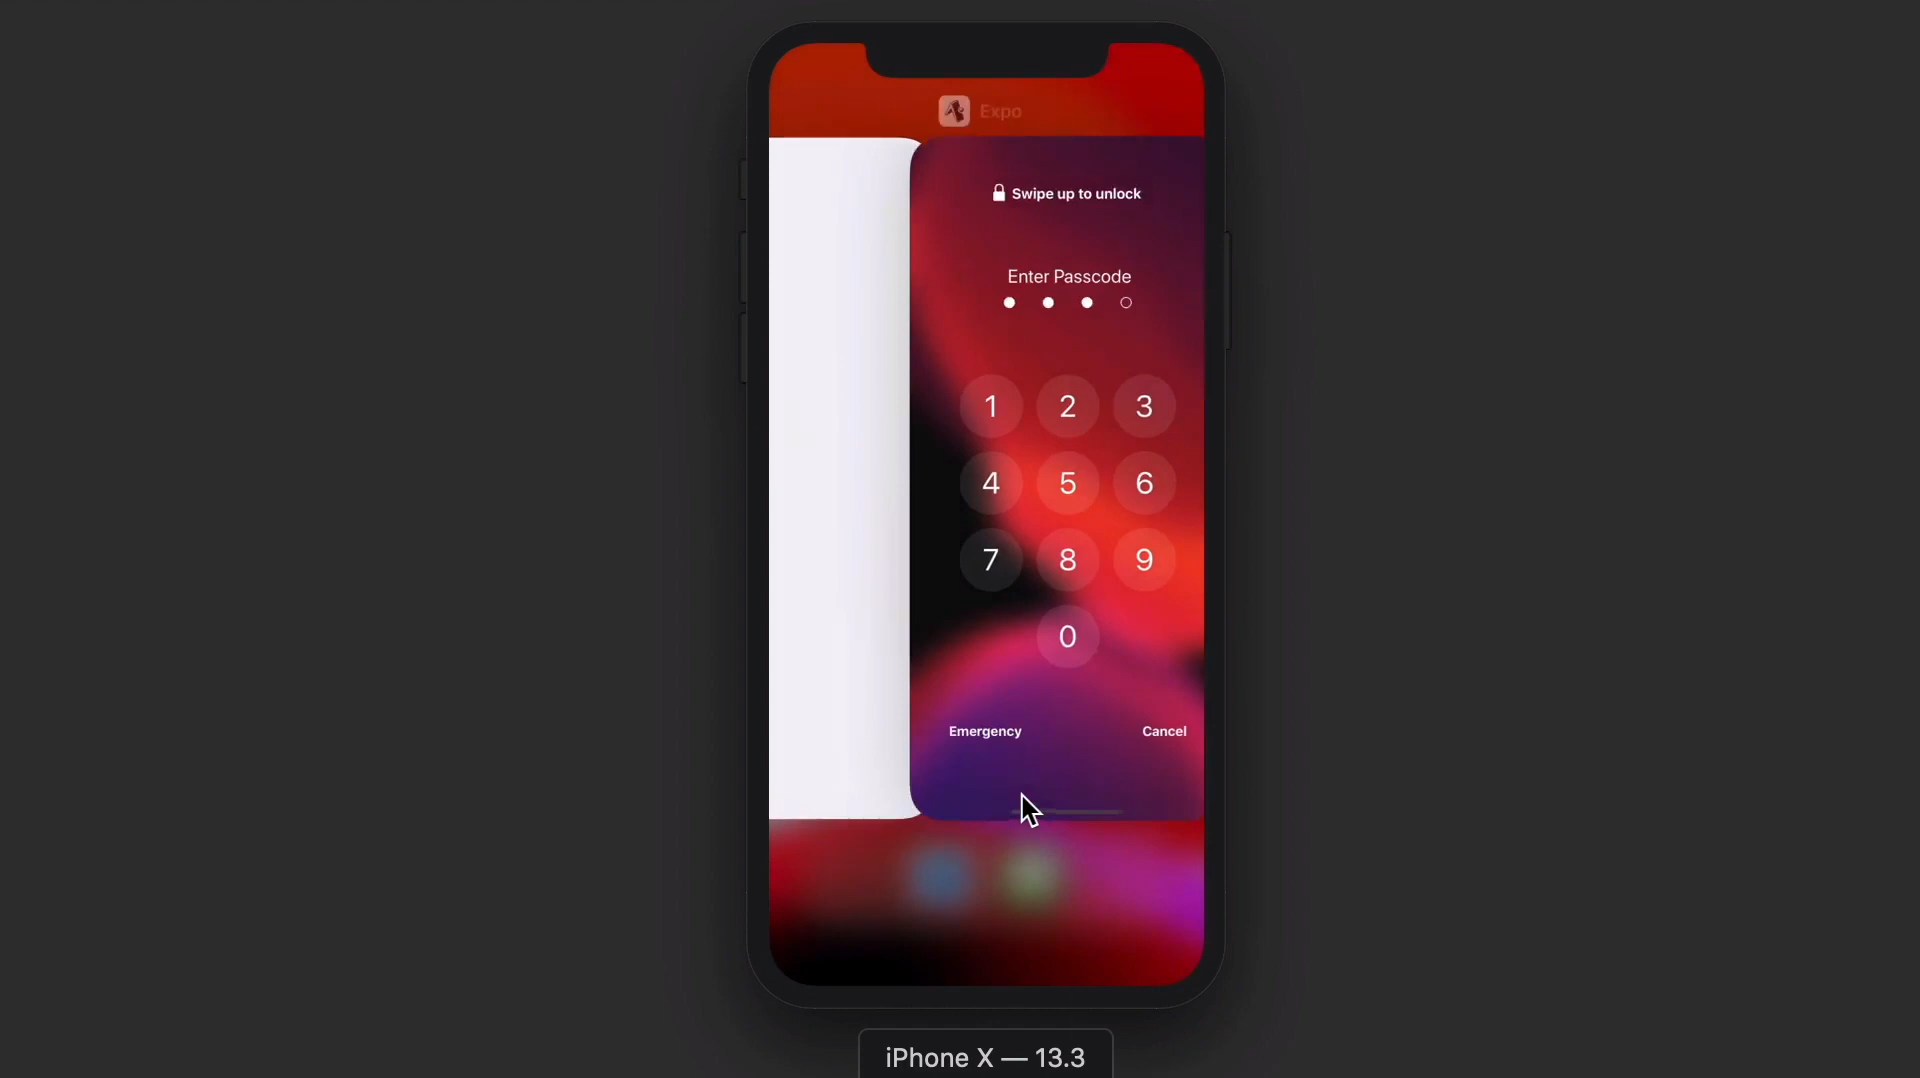 Expo
Swipe up to unlock
Enter Passcode
1 2 3
4 5 6
7 8 9
0
Emergency Cancel
iPhone X — 13.3